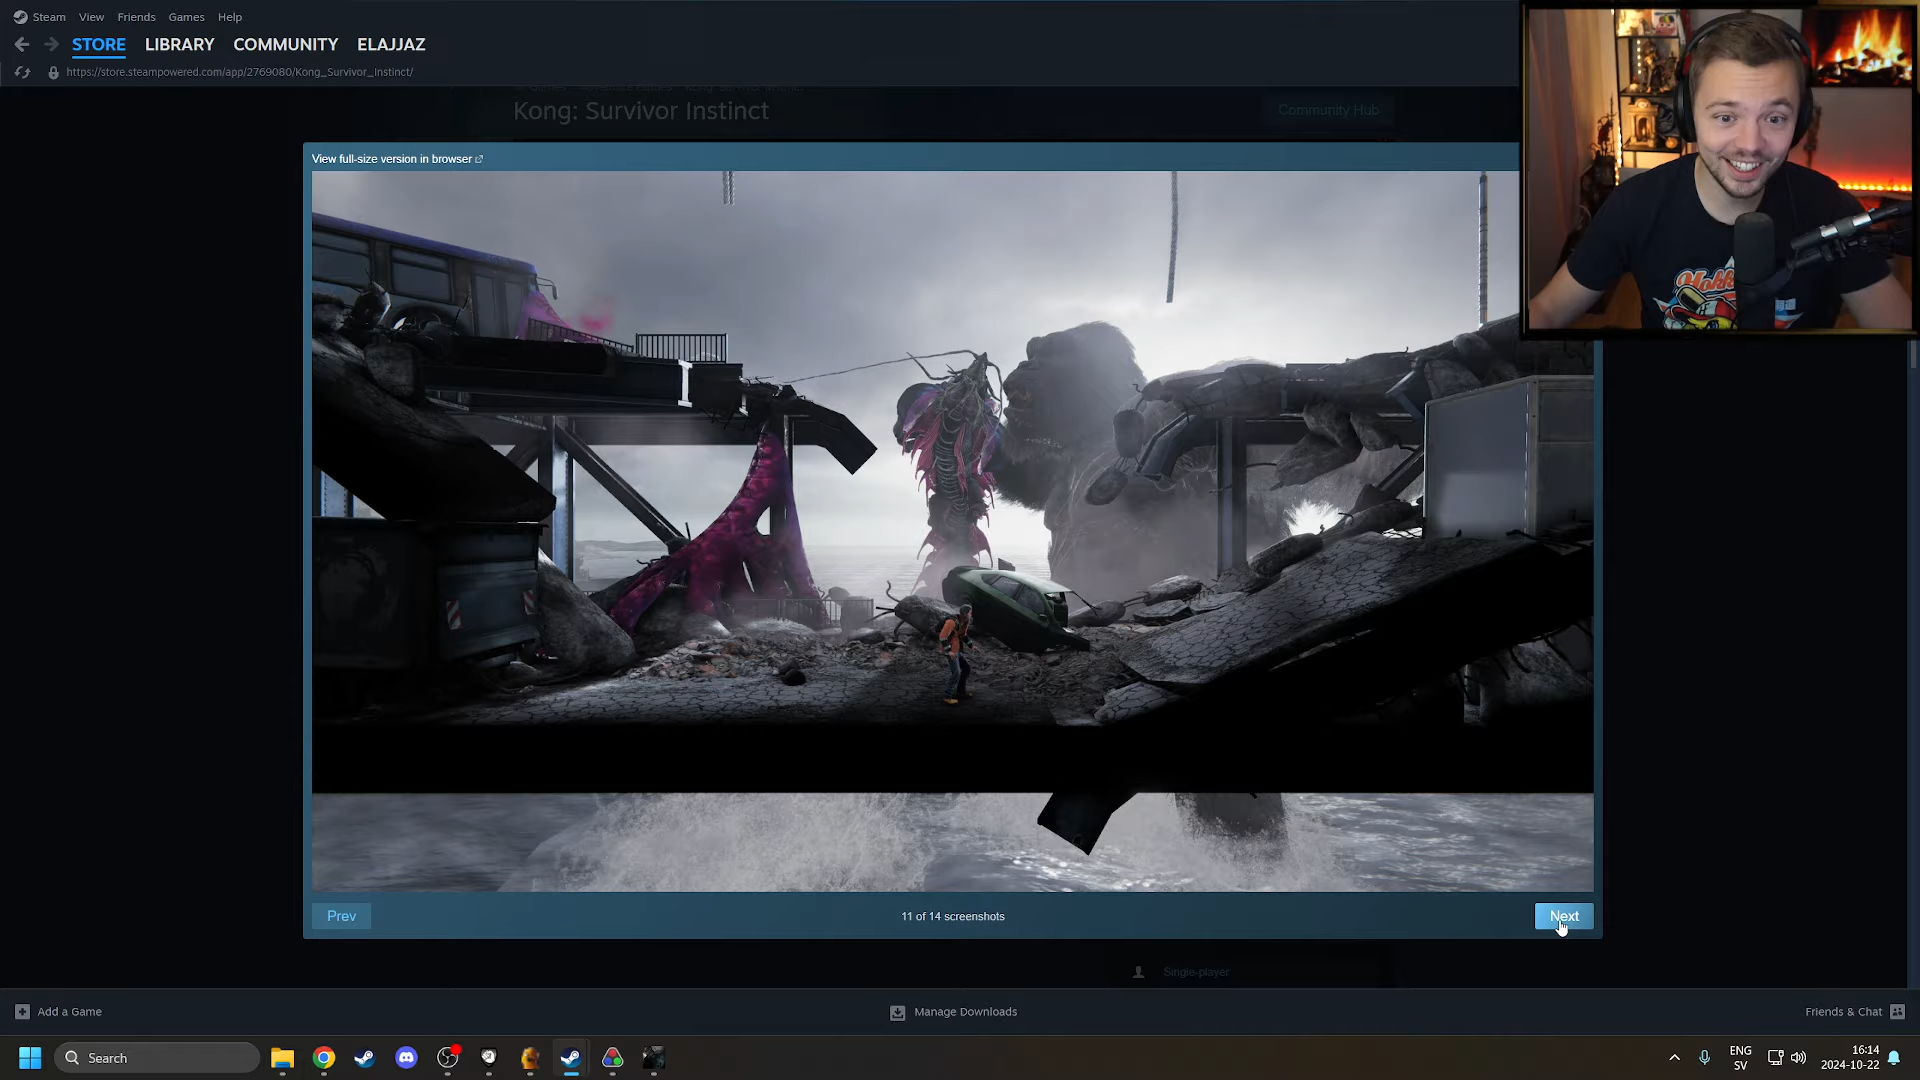 Steam View Friends Games Help
STORE LIBRARY COMMUNITY ELAJJAZ
https://store.steampowered.com/app/2769080/Kong_Survivor_Instinct/
Kong: Survivor Instinct
Community Hub
View full-size version in browser
Prev
11 of 14 screenshots
Next
Single-player
Add a Game
Manage Downloads
Friends & Chat
Search
ENG
SV
16:14
2024-10-22